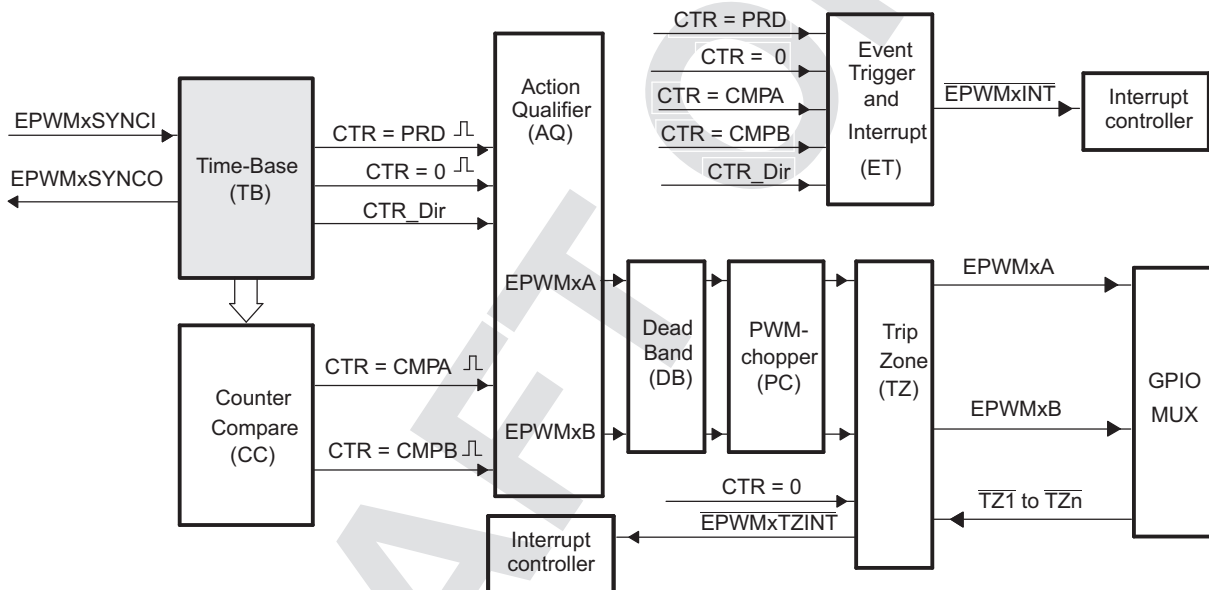 CTR = PRD
CTR = 0
CTR = CMPA
CTR = CMPB
CTR_Dir
Event
Trigger
and
Interrupt
(ET)
EPWMxINT
Interrupt
controller
EPWMxSYNCI
EPWMxSYNCO
Time-Base
(TB)
CTR = PRD
CTR = 0
CTR_Dir
Action
Qualifier
(AQ)
EPWMxA
EPWMxB
Counter
Compare
(CC)
CTR = CMPA
CTR = CMPB
Dead
Band
(DB)
PWM-
chopper
(PC)
Trip
Zone
(TZ)
EPWMxA
EPWMxB
TZ1 to TZn
GPIO
MUX
CTR = 0
EPWMxTZINT
Interrupt
controller